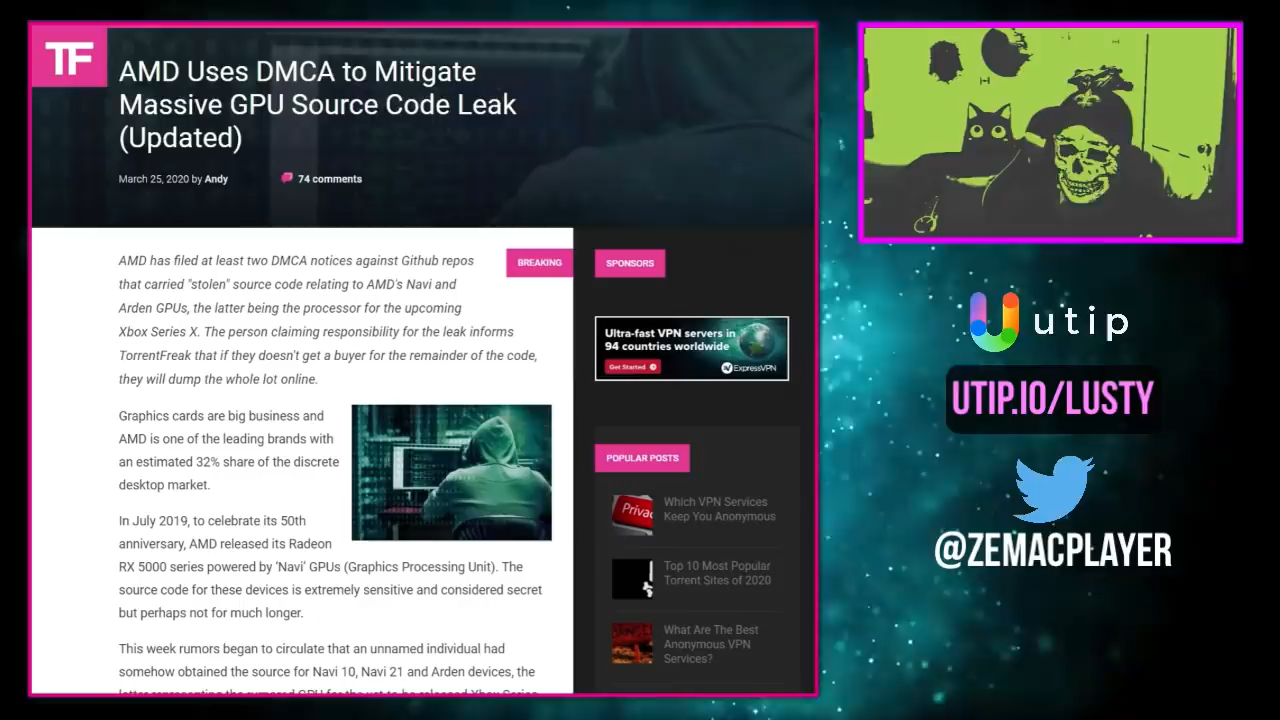 TF
AMD Uses DMCA to Mitigate
Massive GPU Source Code Leak
(Updated)
March 25, 2020 by Andy
74 comments
AMD has filed at least two DMCA notices against Github repos
that carried "stolen" source code relating to AMD's Navi and
Arden GPUs, the latter being the processor for the upcoming
Xbox Series X. The person claiming responsibility for the leak informs
TorrentFreak that if they doesn't get a buyer for the remainder of the code,
they will dump the whole lot online.
BREAKING
Graphics cards are big business and
AMD is one of the leading brands with
an estimated 32% share of the discrete
desktop market.
In July 2019, to celebrate its 50th
anniversary, AMD released its Radeon
RX 5000 series powered by ‘Navi’ GPUs (Graphics Processing Unit). The
source code for these devices is extremely sensitive and considered secret
but perhaps not for much longer.
This week rumors began to circulate that an unnamed individual had
somehow obtained the source for Navi 10, Navi 21 and Arden devices, the
SPONSORS
Ultra-fast VPN servers in
94 countries worldwide
Get Started
ExpressVPN
POPULAR POSTS
Privac
Which VPN Services
Keep You Anonymous
Top 10 Most Popular
Torrent Sites of 2020
What Are The Best
Anonymous VPN
Services?
utip
UTIP.IO/LUSTY
@ZEMACPLAYER